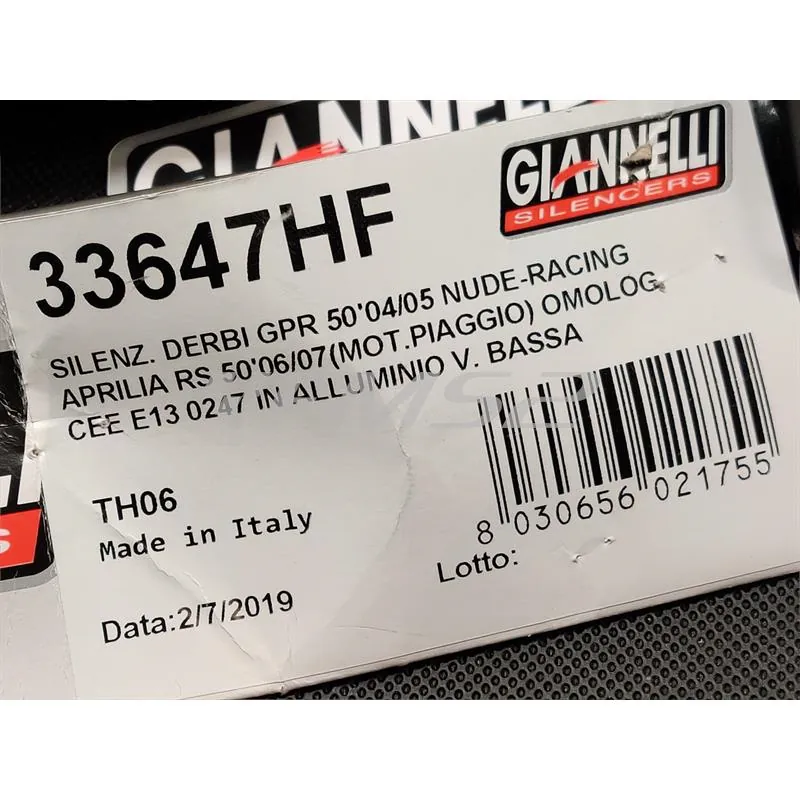 GIANNELLI
GIANNELLI
SILENCERS
33647HF
SILENZ. DERBI GPR 50'04/05 NUDE-RACING
APRILIA RS 50'06/07(MOT.PIAGGIO) OMOLOG
CEE E13 0247 IN ALLUMINIO V. BASSA
TH06
Made in Italy
Data:2/7/2019
8 030656 021755
Lotto: